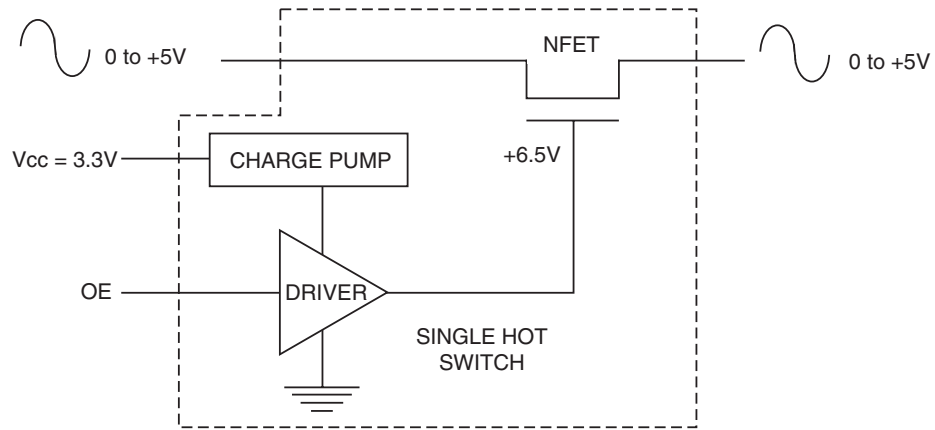 NFET
0 to +5V
0 to +5V
Vcc = 3.3V
CHARGE PUMP
+6.5V
OE
DRIVER
SINGLE HOT
SWITCH